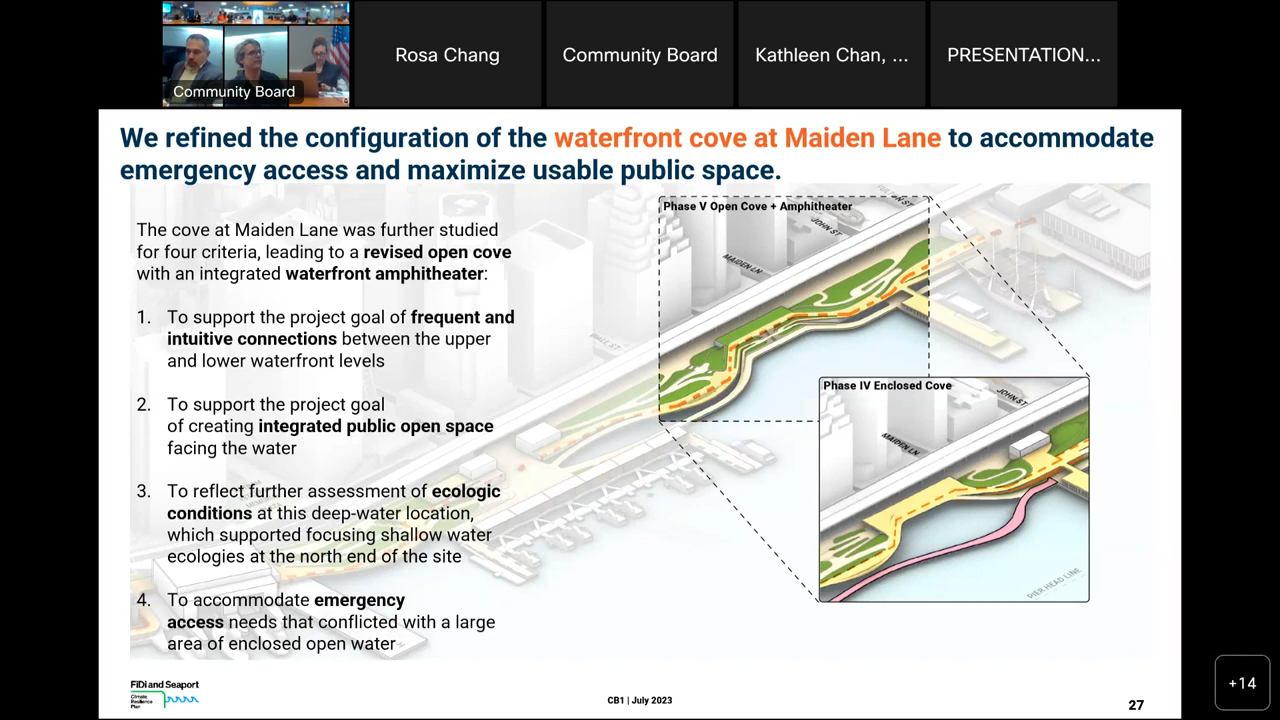 Community Board
Rosa Chang
Community Board
Kathleen Chan, ...
PRESENTATION...
We refined the configuration of the waterfront cove at Maiden Lane to accommodate
emergency access and maximize usable public space.
The cove at Maiden Lane was further studied
for four criteria, leading to a revised open cove
with an integrated waterfront amphitheater:
1. To support the project goal of frequent and
intuitive connections between the upper
and lower waterfront levels
2. To support the project goal
of creating integrated public open space
facing the water
3. To reflect further assessment of ecologic
conditions at this deep-water location,
which supported focusing shallow water
ecologies at the north end of the site
4. To accommodate emergency
access needs that conflicted with a large
area of enclosed open water
Phase V Open Cove + Amphitheater
FULTON ST
JOHN ST
MAIDEN LN
WALL ST
Phase IV Enclosed Cove
JOHN ST
MAIDEN LN
PIER HEAD LINE
FiDi and Seaport
Climate
Resilience
Plan
CB1 | July 2023
27
+14